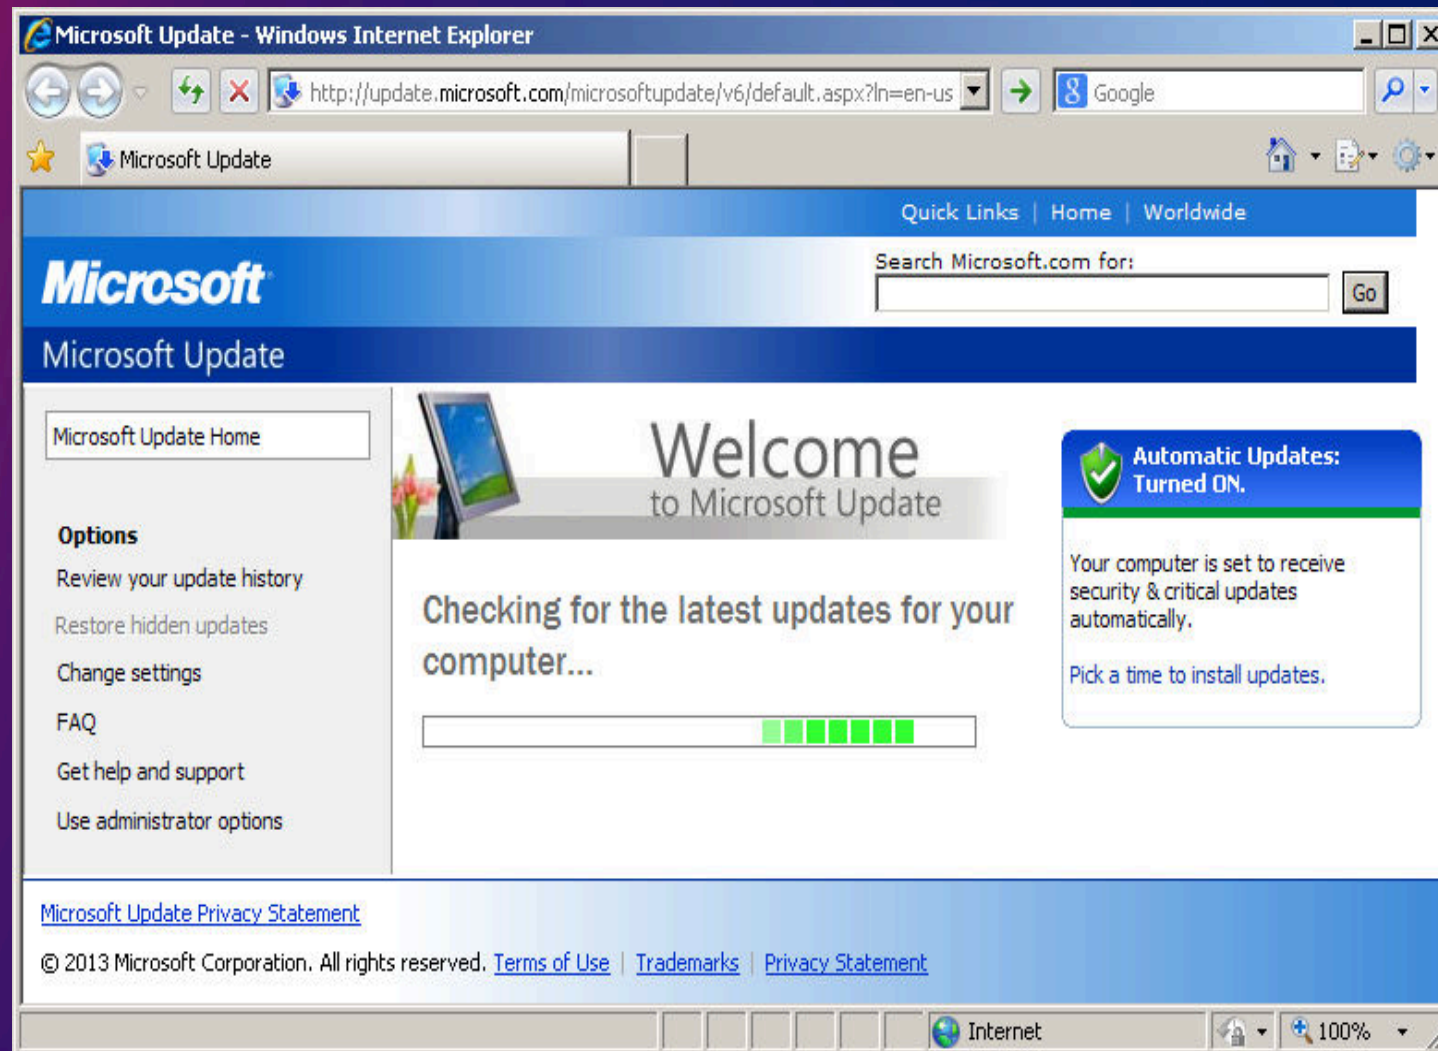 Microsoft Update - Windows Internet Explorer
http://update.microsoft.com/microsoftupdate/v6/default.aspx?ln=en-us
Google
Microsoft Update
Quick Links | Home | Worldwide
Microsoft
Search Microsoft.com for:
Go
Microsoft Update
Microsoft Update Home
Options
Review your update history
Restore hidden updates
Change settings
FAQ
Get help and support
Use administrator options
Welcome
to Microsoft Update
Checking for the latest updates for your
computer...
Automatic Updates:
Turned ON.
Your computer is set to receive
security & critical updates
automatically.
Pick a time to install updates.
Microsoft Update Privacy Statement
© 2013 Microsoft Corporation. All rights reserved. Terms of Use | Trademarks | Privacy Statement
Internet
100%